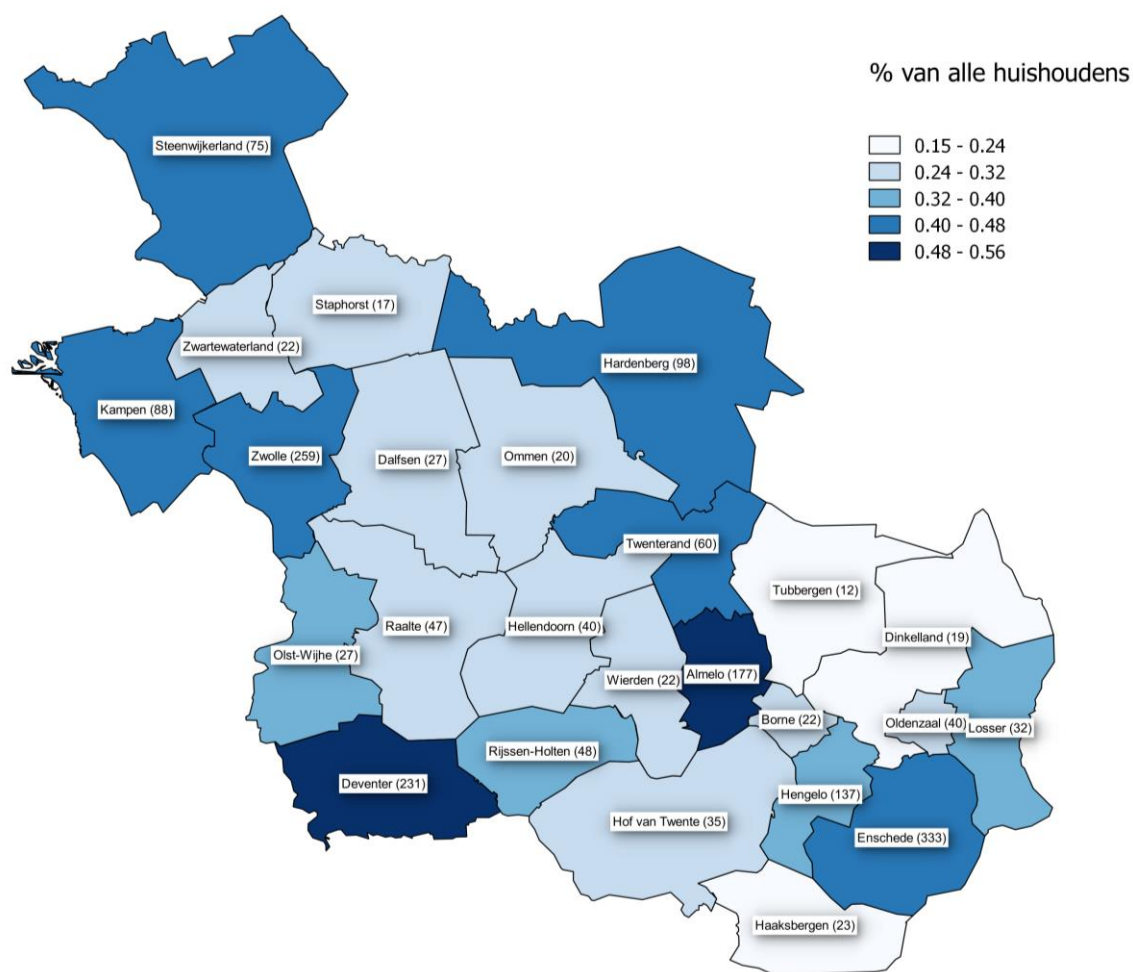 % van alle huishoudens
0.15 - 0.24
0.24 - 0.32
0.32 - 0.40
0.40 - 0.48
0.48 - 0.56
Steenwijkerland (75)
Staphorst (17)
Zwartewaterland (22)
Hardenberg (98)
Kampen (88)
Zwolle (259)
Dalfsen (27)
Ommen (20)
Twenterand (60)
Tubbergen (12)
Raalte (47)
Hellendoorn (40)
Dinkelland (19)
Olst-Wijhe (27)
Wierden (22)
Almelo (177)
Borne (22)
Oldenzaal (40)
Losser (32)
Rijssen-Holten (48)
Deventer (231)
Hengelo (137)
Hof van Twente (35)
Enschede (333)
Haaksbergen (23)